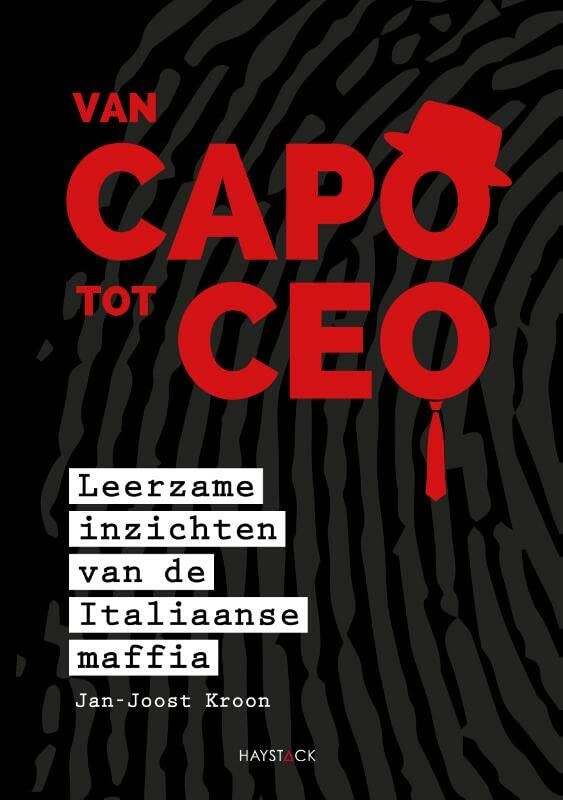 VAN
CAPO
TOT
CEO
Leerzame
inzichten
van de
Italiaanse
maffia
Jan-Joost Kroon
HAYSTACK